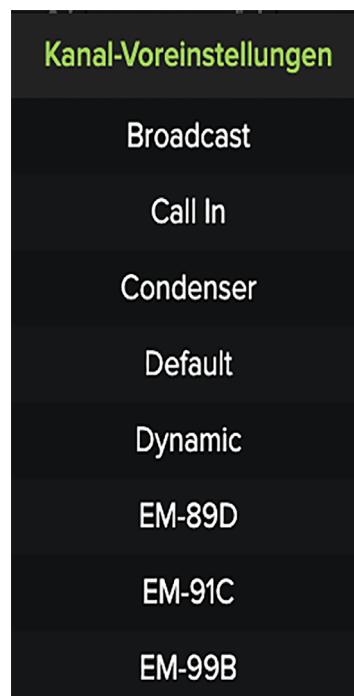 Kanal-Voreinstellungen
Broadcast
Call In
Condenser
Default
Dynamic
EM-89D
EM-91C
EM-99B